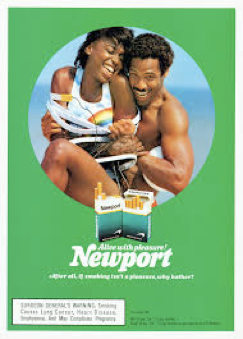 Newport
Alive with pleasure!
Newport
After all, if smoking isn't a pleasure, why bother?
SURGEON GENERAL'S WARNING: Smoking
Causes Lung Cancer, Heart Disease,
Emphysema, And May Complicate Pregnancy.